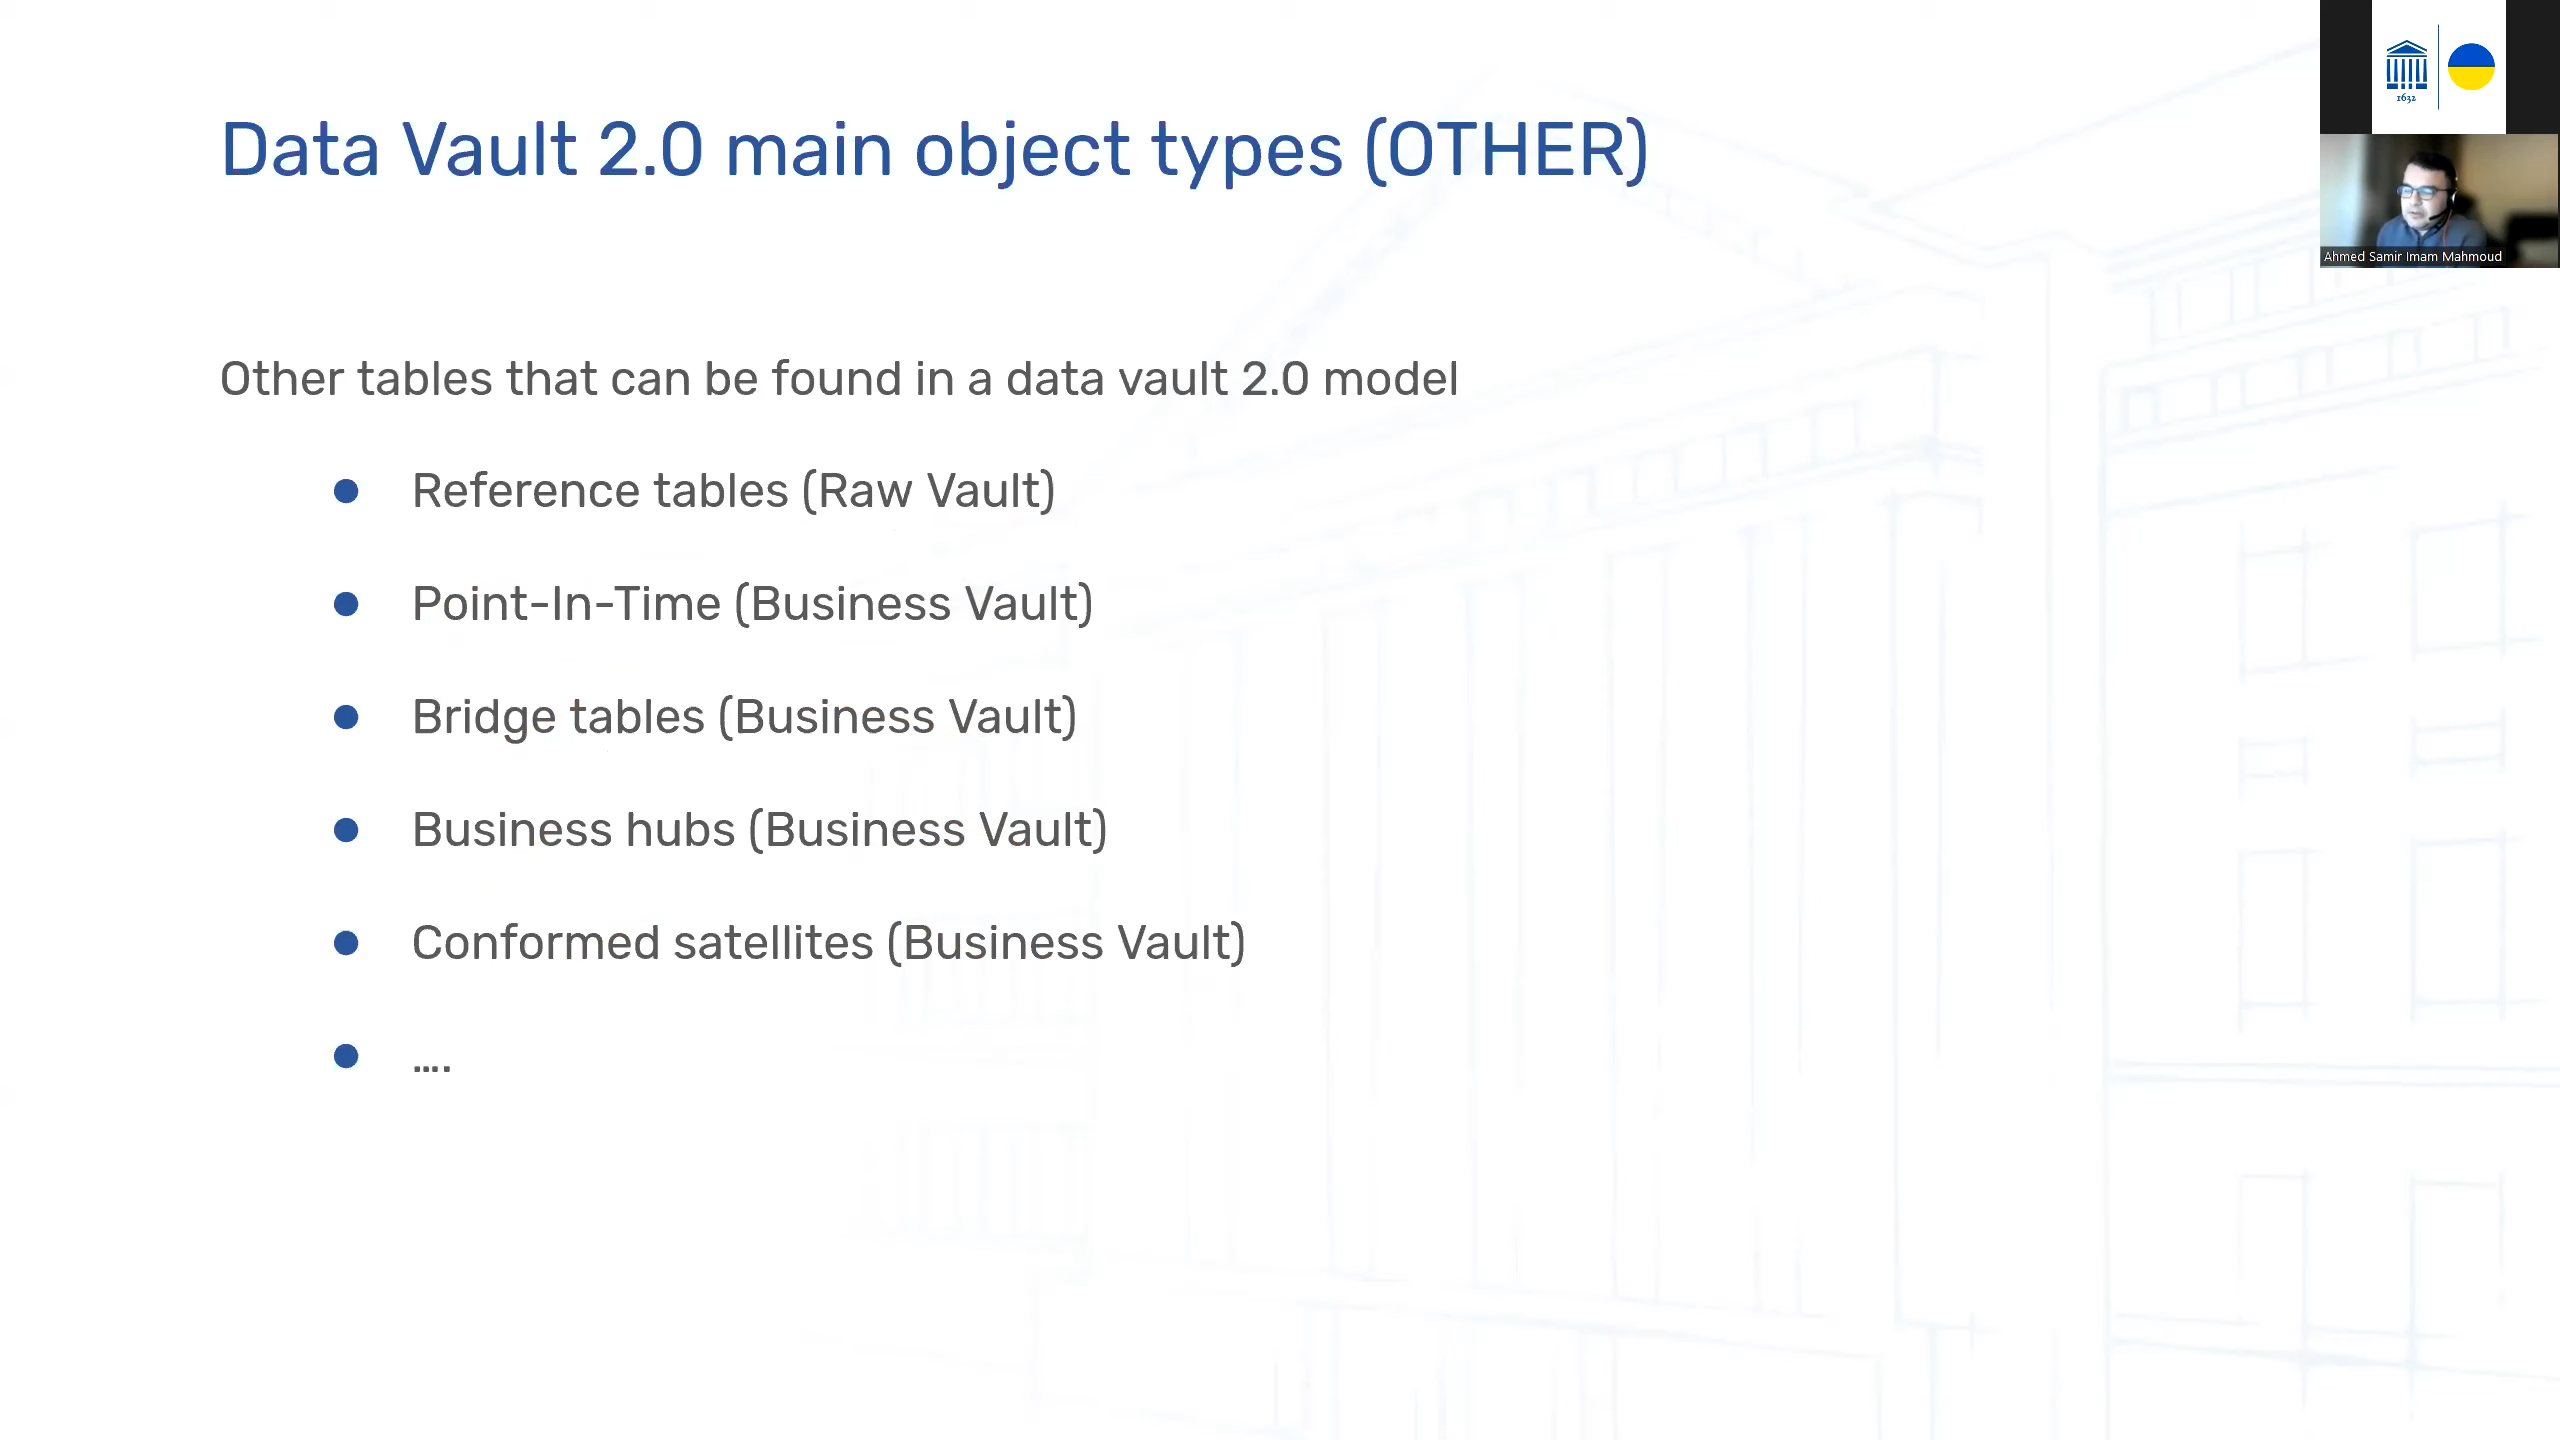 Data Vault 2.0 main object types (OTHER)
1632
Ahmed Samir Imam Mahmoud
Other tables that can be found in a data vault 2.0 model
● Reference tables (Raw Vault)
● Point-In-Time (Business Vault)
● Bridge tables (Business Vault)
● Business hubs (Business Vault)
● Conformed satellites (Business Vault)
● ....